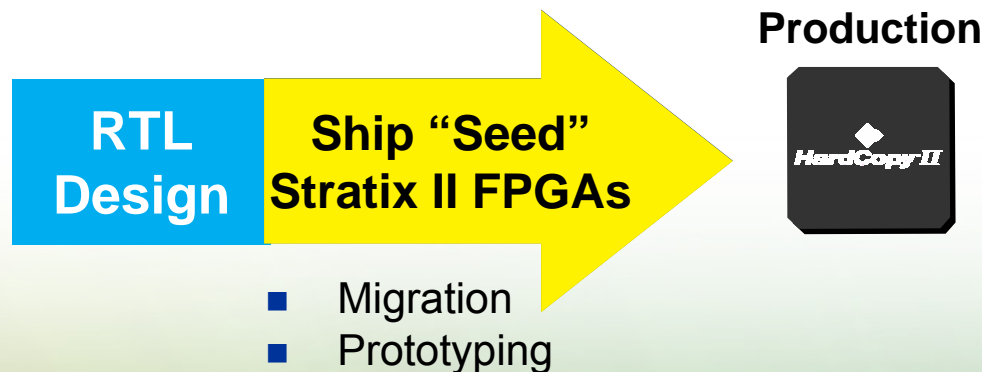 Production
RTL
Design
Ship “Seed”
Stratix II FPGAs
HardCopy II
Migration
Prototyping